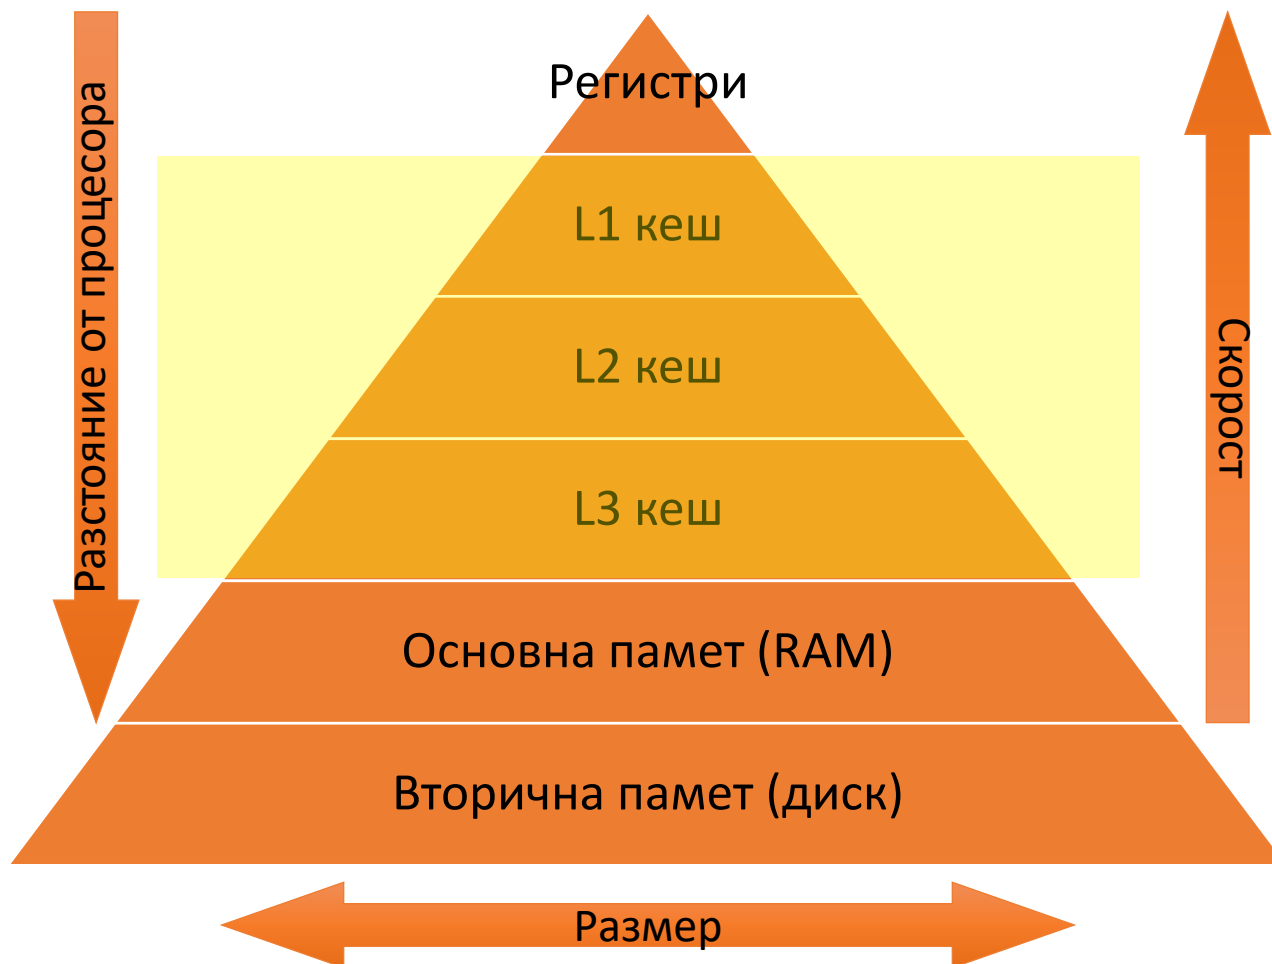 Регистри
L1 кеш
L2 кеш
L3 кеш
Основна памет (RAM)
Вторична памет (диск)
Разстояние от процесора
Скорост
Размер